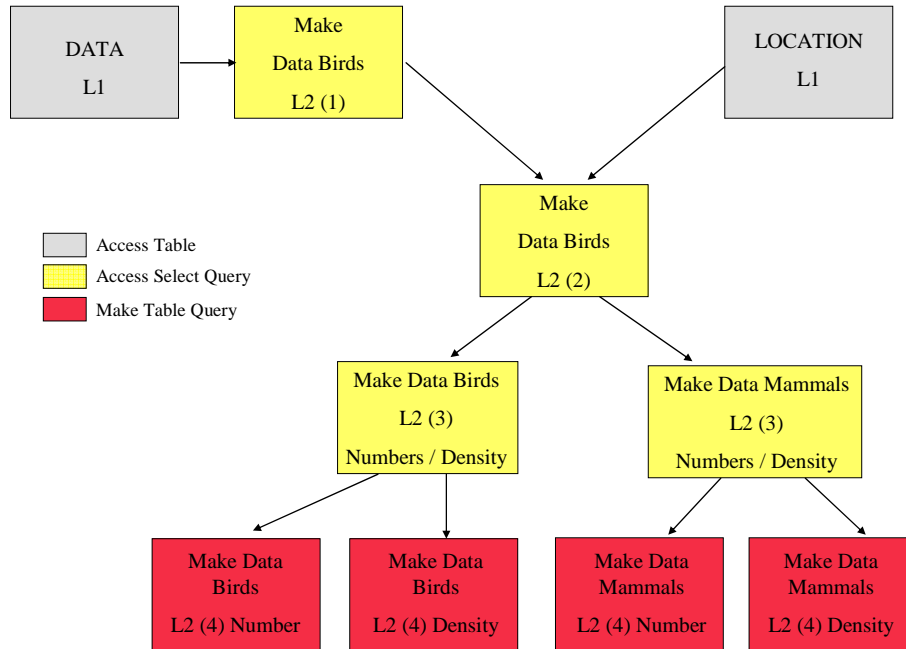 DATA
L1
Make
Data Birds
L2 (1)
LOCATION
L1
Make
Data Birds
L2 (2)
Access Table
Access Select Query
Make Table Query
Make Data Birds
L2 (3)
Numbers / Density
Make Data Mammals
L2 (3)
Numbers / Density
Make Data
Birds
L2 (4) Number
Make Data
Birds
L2 (4) Density
Make Data
Mammals
L2 (4) Number
Make Data
Mammals
L2 (4) Density